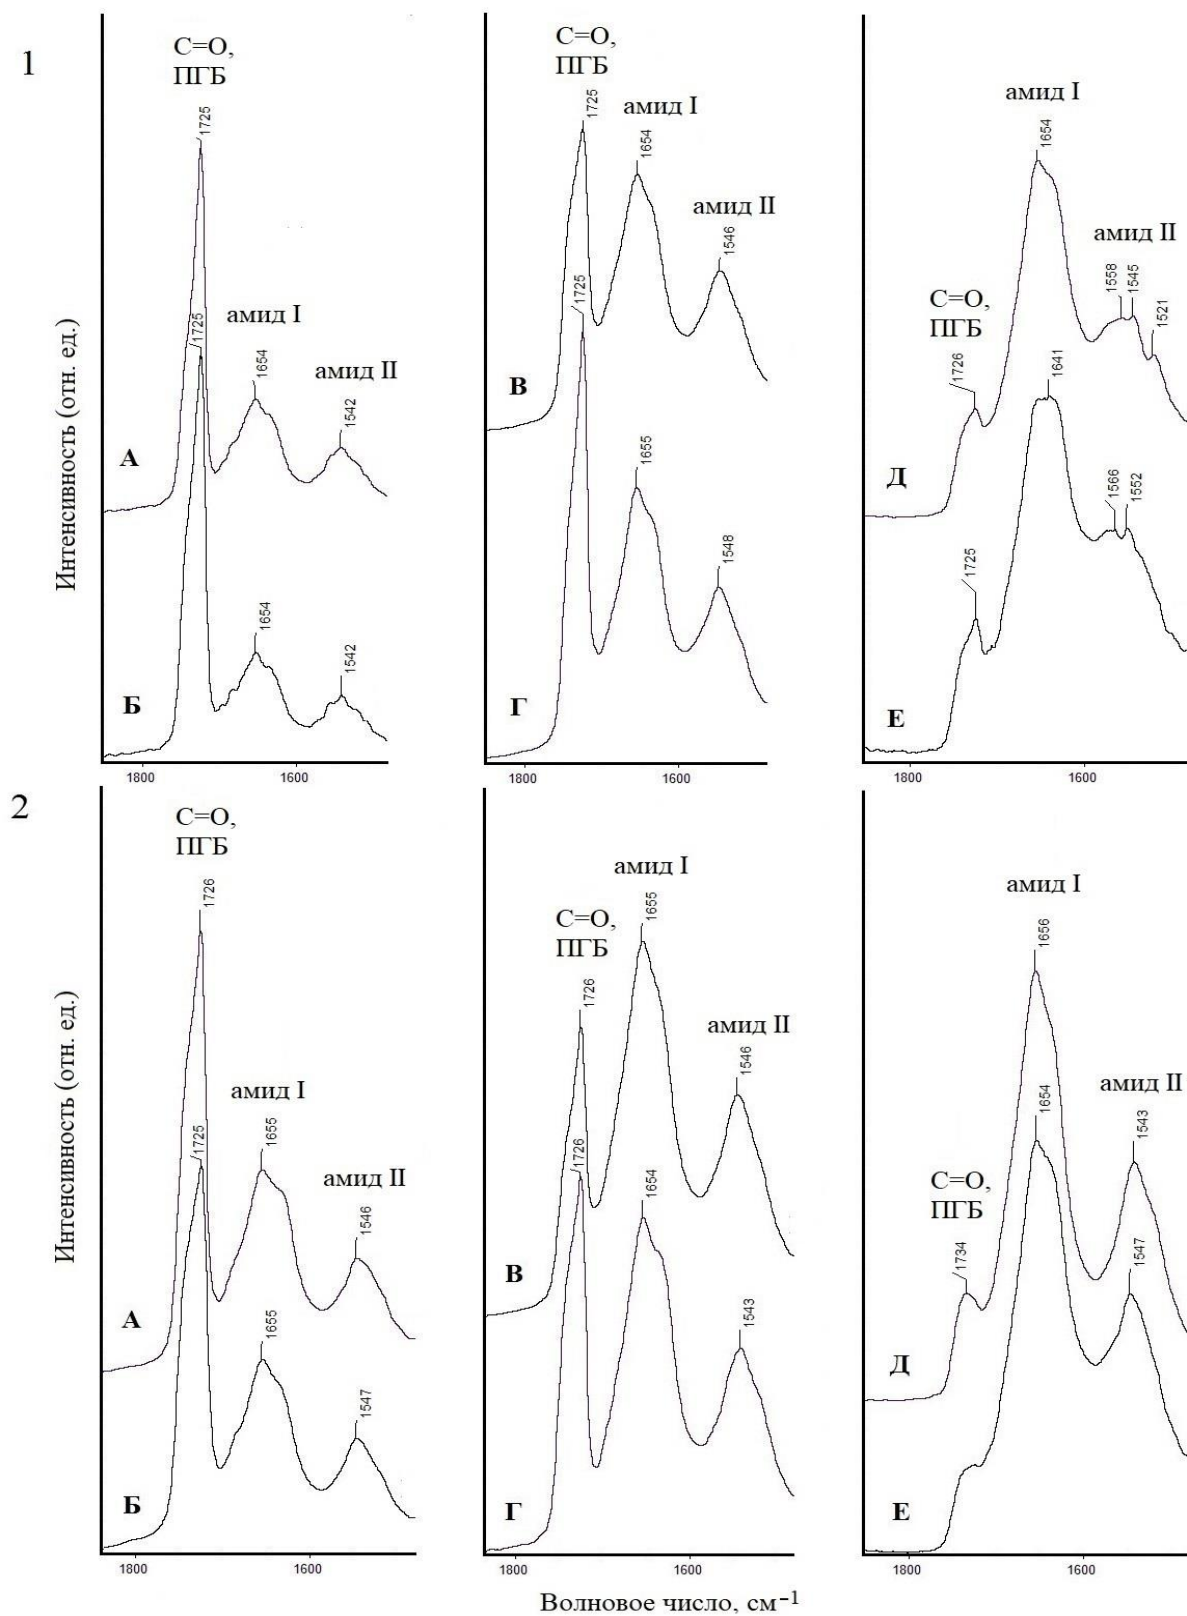 1
C=O,
ПГБ
1725
1725
амид I
1654
амид II
1542
А
1654
1542
Б
1800
1600
C=O,
ПГБ
1725
амид I
1654
амид II
1546
1725
В
1655
1548
Г
1800
1600
амид I
1654
амид II
1558
1545
1521
C=O,
ПГБ
1726
1641
Д
1566
1552
1725
Е
1800
1600
Интенсивность (отн. ед.)
2
C=O,
ПГБ
1726
1725
амид I
1655
амид II
1546
А
1655
1547
Б
1800
1600
амид I
1655
C=O,
ПГБ
1726
амид II
1546
1726
1654
В
1543
Г
1800
1600
амид I
1656
1654
амид II
1543
C=O,
ПГБ
1734
1547
Д
Е
1800
1600
Интенсивность (отн. ед.)
Волновое число, см⁻¹